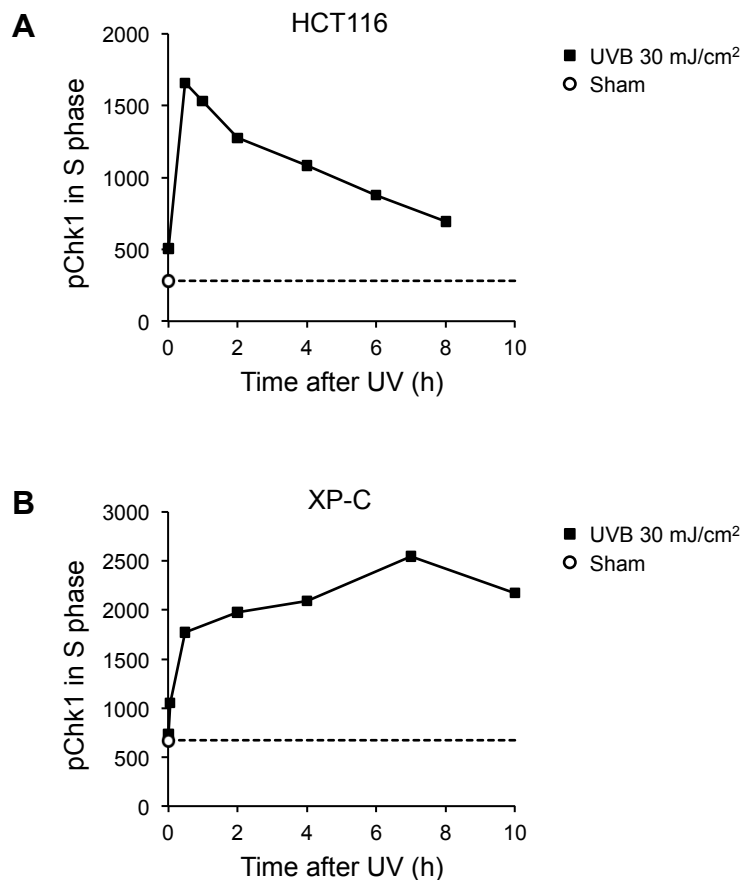 A
HCT116
2000
1500
1000
500
0
0 2 4 6 8 10
pChk1 in S phase
Time after UV (h)
UVB 30 mJ/cm²
Sham
B
XP-C
3000
2500
2000
1500
1000
500
0
0 2 4 6 8 10
pChk1 in S phase
Time after UV (h)
UVB 30 mJ/cm²
Sham